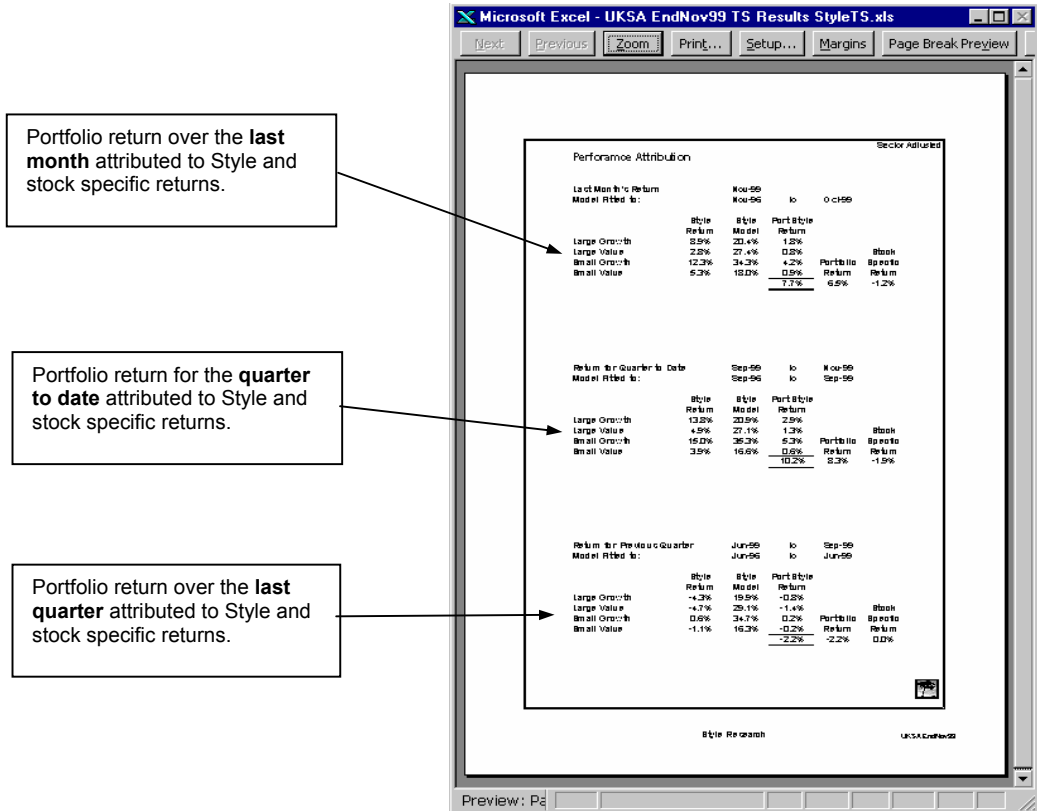 Microsoft Excel - UKSA EndNov99 TS Results StyleTS.xls
Next Previous Zoom Print... Setup... Margins Page Break Preview
Portfolio return over the last
month attributed to Style and
stock specific returns.
Portfolio return for the quarter
to date attributed to Style and
stock specific returns.
Portfolio return over the last
quarter attributed to Style and
stock specific returns.
Sector Adjusted
Perforamce Attribution
Last Month's Return Nov-99
Model Fitted to: Nov-96 to Oct-99
Style Style Port Style
Return Model Return
Large Growth 8.9% 20.4% 1.8%
Large Value 2.8% 27.4% 0.8% Stock
Small Growth 12.3% 34.3% 4.2% Portfolio Specific
Small Value 5.3% 18.0% 0.9% Return Return
7.7% 6.5% -1.2%
Return for Quarter to Date Sep-99 to Nov-99
Model Fitted to: Sep-96 to Sep-99
Style Style Port Style
Return Model Return
Large Growth 13.8% 20.9% 2.9%
Large Value 4.9% 27.1% 1.3% Stock
Small Growth 15.0% 35.3% 5.3% Portfolio Specific
Small Value 3.9% 16.6% 0.6% Return Return
10.2% 8.3% -1.9%
Return for Previous Quarter Jun-99 to Sep-99
Model Fitted to: Jun-96 to Jun-99
Style Style Port Style
Return Model Return
Large Growth -4.3% 19.9% -0.8%
Large Value -4.7% 29.1% -1.4% Stock
Small Growth 0.6% 34.7% 0.2% Portfolio Specific
Small Value -1.1% 16.3% -0.2% Return Return
-2.2% -2.2% 0.0%
Style Research UKSA EndNov99
Preview: Pa